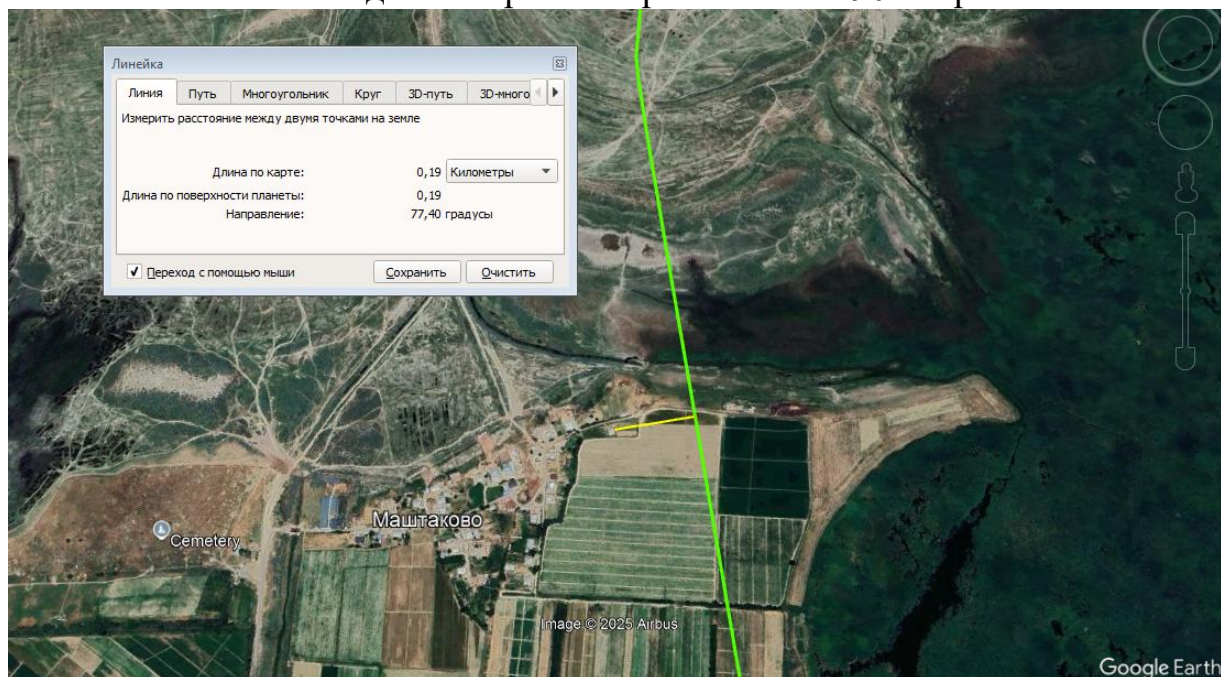 Линейка
Линия Путь Многоугольник Круг 3D-путь 3D-много
Измерить расстояние между двумя точками на земле
Длина по карте: 0,19 Километры
Длина по поверхности планеты: 0,19
Направление: 77,40 градусы
Переход с помощью мыши Сохранить Очистить
Маштаково
Cemetery
Image © 2025 Airbus
Google Earth